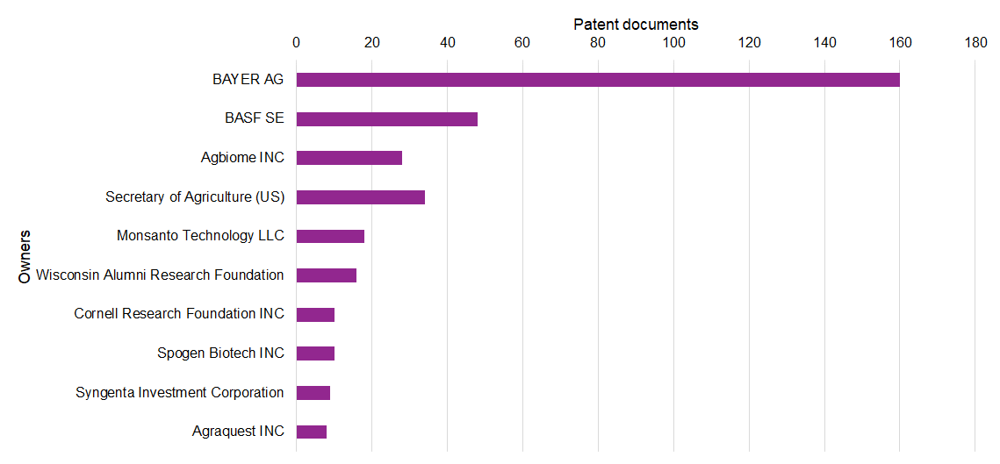 Patent documents
0 20 40 60 80 100 120 140 160 180
BAYER AG
BASF SE
Agbiome INC
Secretary of Agriculture (US)
Monsanto Technology LLC
Owners
Wisconsin Alumni Research Foundation
Cornell Research Foundation INC
Spogen Biotech INC
Syngenta Investment Corporation
Agraquest INC